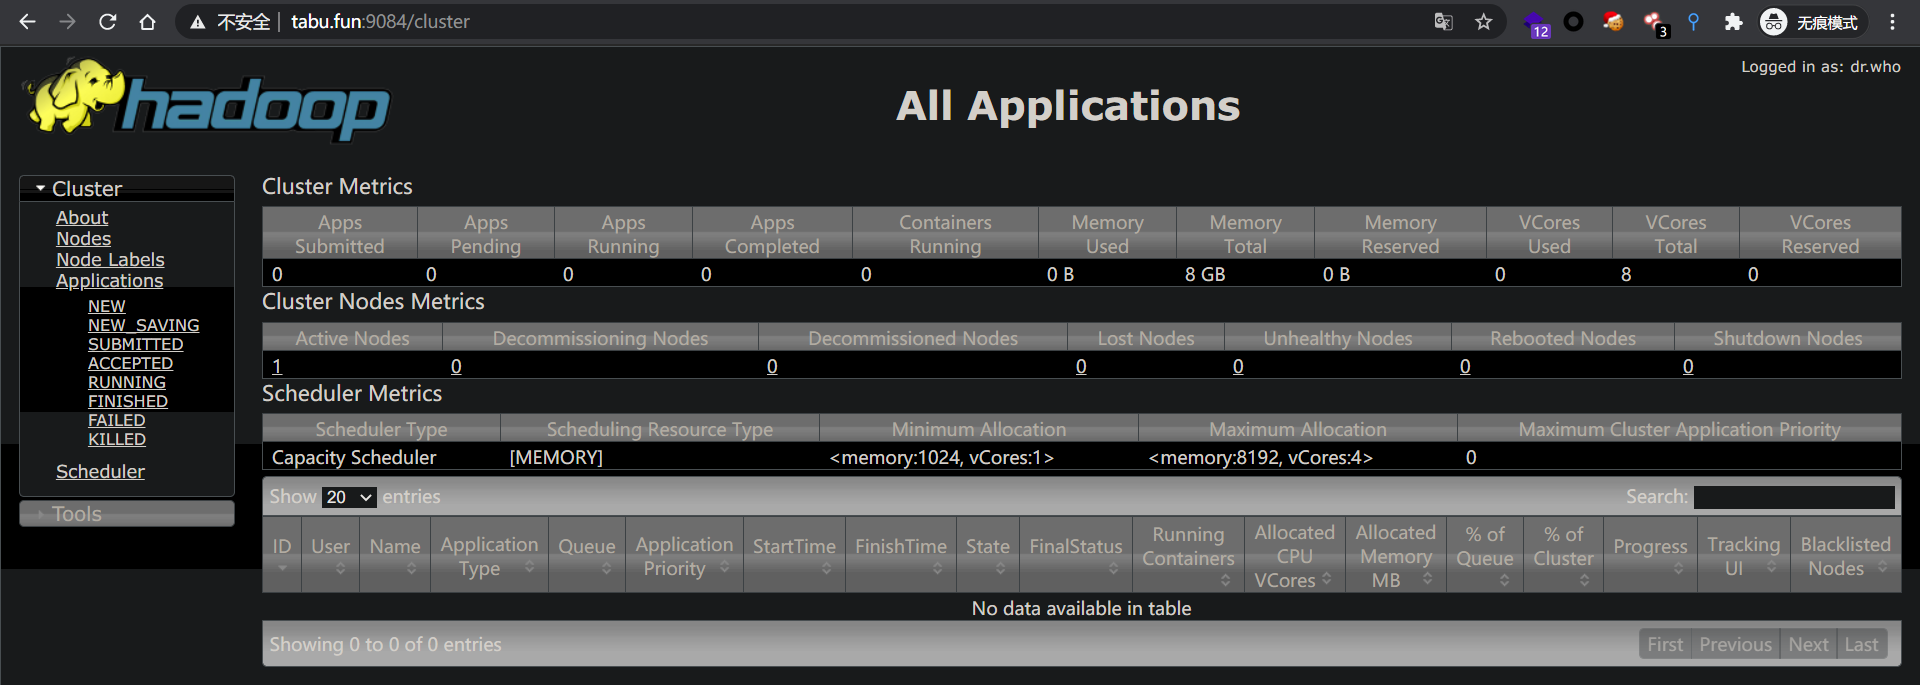 不安全 | tabu.fun:9084/cluster
12
3
无痕模式
hadoop
Logged in as: dr.who
All Applications
Cluster
About
Nodes
Node Labels
Applications
NEW
NEW_SAVING
SUBMITTED
ACCEPTED
RUNNING
FINISHED
FAILED
KILLED
Scheduler
Tools
Cluster Metrics
Apps Submitted Apps Pending Apps Running Apps Completed Containers Running Memory Used Memory Total Memory Reserved VCores Used VCores Total VCores Reserved
0 0 0 0 0 0 B 8 GB 0 B 0 8 0
Cluster Nodes Metrics
Active Nodes Decommissioning Nodes Decommissioned Nodes Lost Nodes Unhealthy Nodes Rebooted Nodes Shutdown Nodes
1 0 0 0 0 0 0
Scheduler Metrics
Scheduler Type Scheduling Resource Type Minimum Allocation Maximum Allocation Maximum Cluster Application Priority
Capacity Scheduler [MEMORY] <memory:1024, vCores:1> <memory:8192, vCores:4> 0
Show 20 entries Search:
ID User Name Application Type Queue Application Priority StartTime FinishTime State FinalStatus Running Containers Allocated CPU VCores Allocated Memory MB % of Queue % of Cluster Progress Tracking UI Blacklisted Nodes
No data available in table
Showing 0 to 0 of 0 entries First Previous Next Last